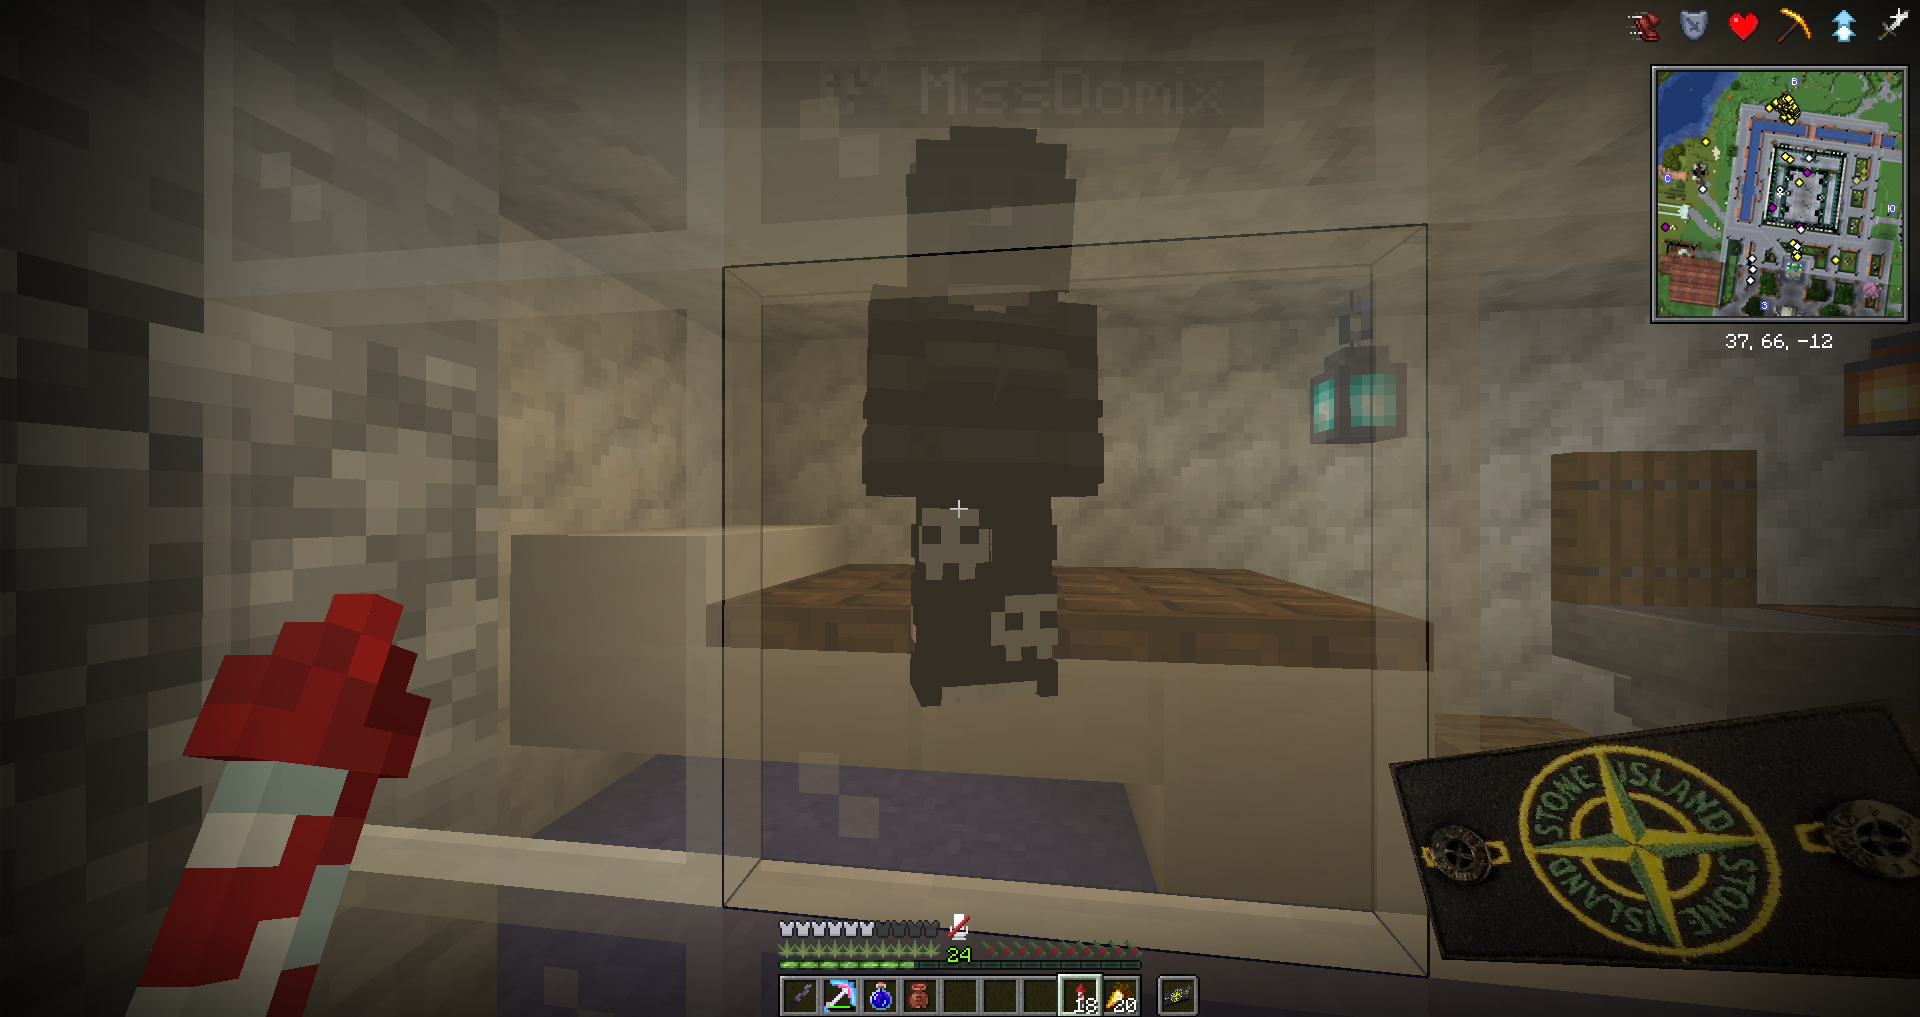 MissDomix
B
C
Ю
З
37, 66, -12
STONE ISLAND
STONE ISLAND
24
18
20